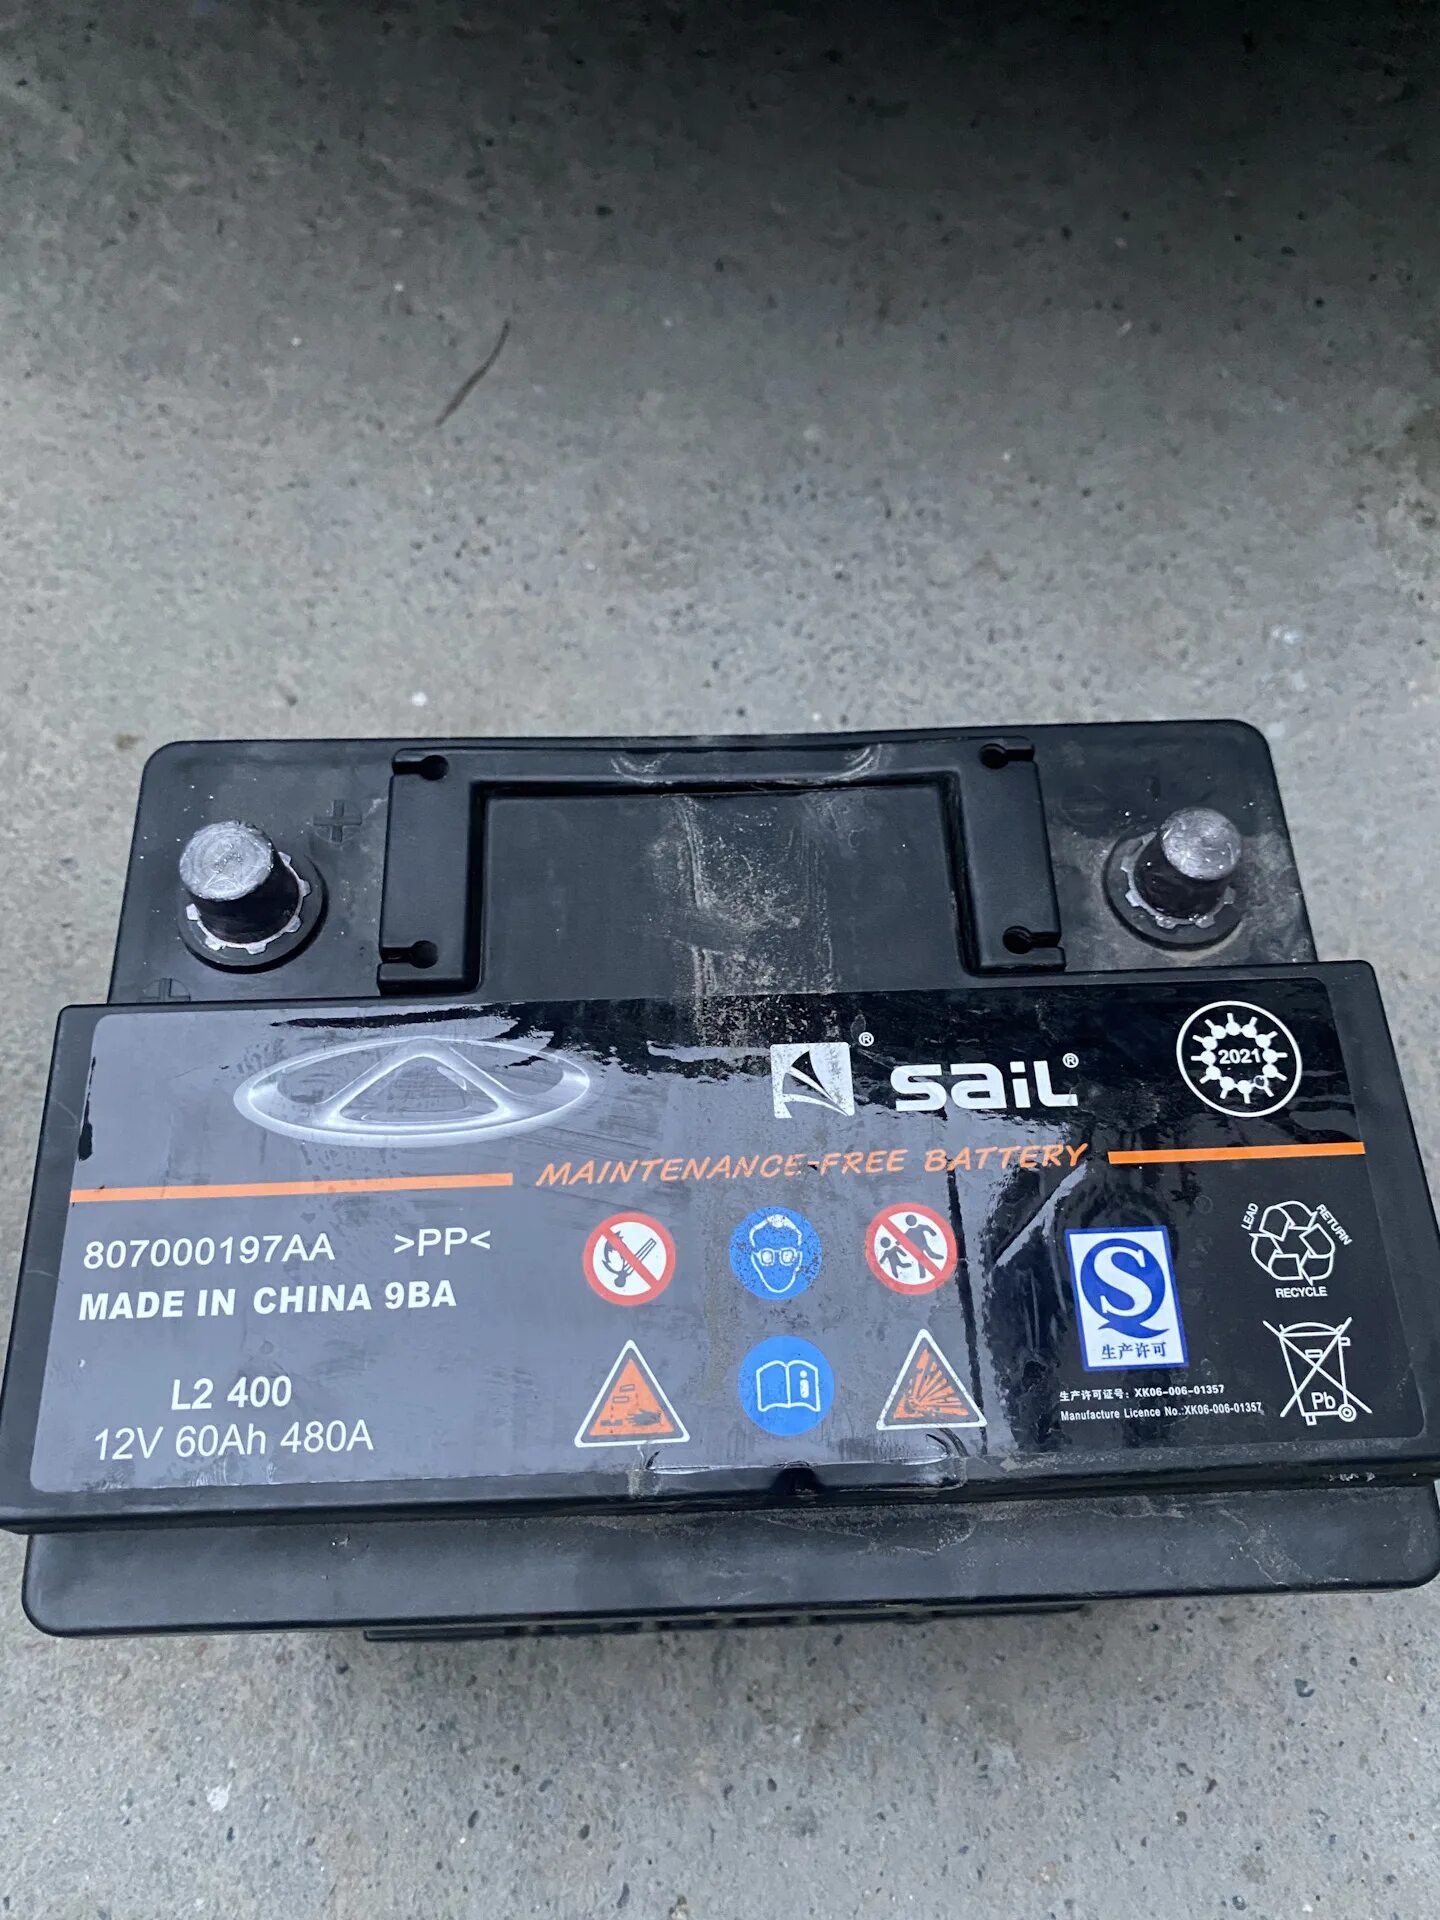 sail
2021
MAINTENANCE-FREE BATTERY
807000197AA >PP<
MADE IN CHINA 9BA
L2 400
12V 60Ah 480A
生产许可
生产许可证号：XK06-006-01357
Manufacture Licence No.:XK06-006-01357
LEAD RETURN
RECYCLE
Pb